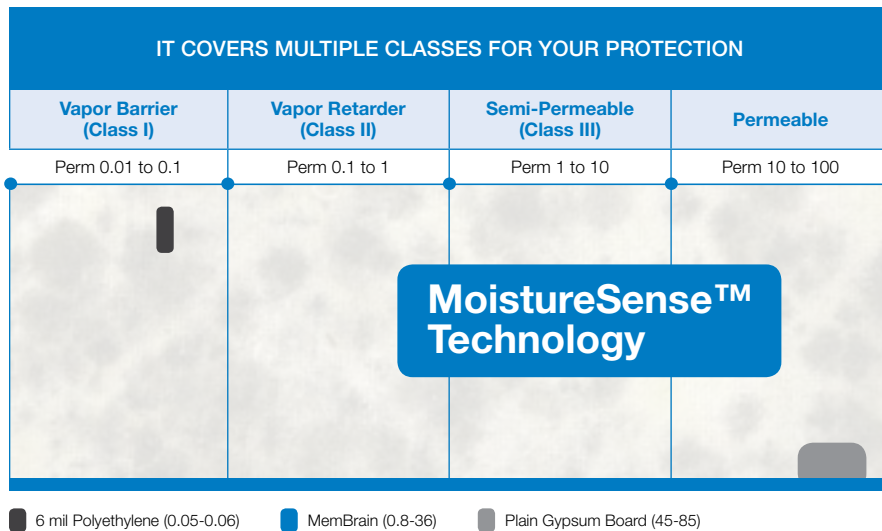 IT COVERS MULTIPLE CLASSES FOR YOUR PROTECTION
Vapor Barrier
(Class I)
Vapor Retarder
(Class II)
Semi-Permeable
(Class III)
Permeable
Perm 0.01 to 0.1
Perm 0.1 to 1
Perm 1 to 10
Perm 10 to 100
MoistureSense™
Technology
6 mil Polyethylene (0.05-0.06)
MemBrain (0.8-36)
Plain Gypsum Board (45-85)